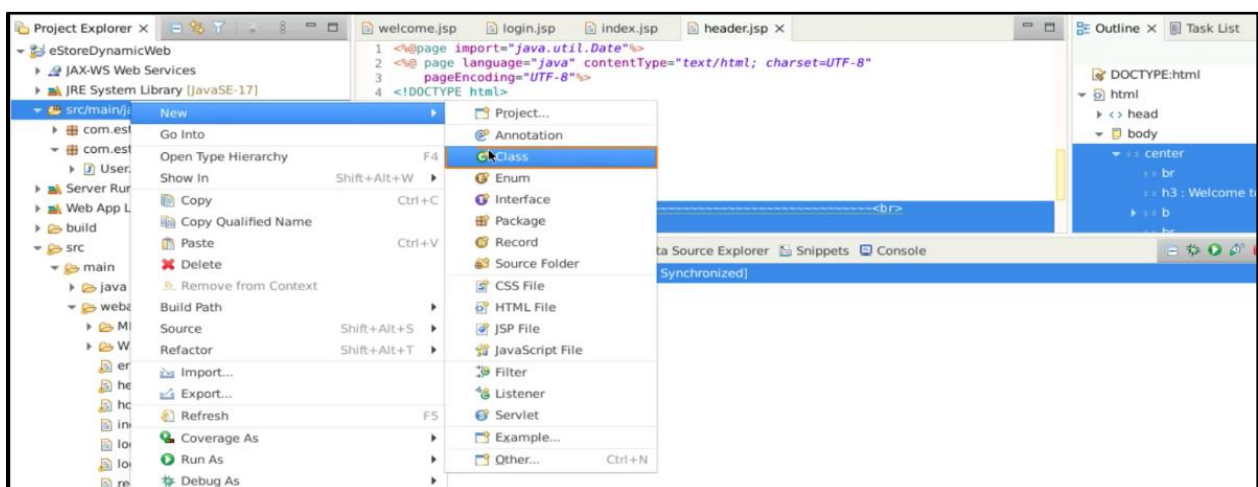 Project Explorer
eStoreDynamicWeb
JAX-WS Web Services
JRE System Library [JavaSE-17]
src/main/ja
com.est
com.est
User.
Server Rur
Web App L
build
src
main
java
weba
MI
W
er
he
ho
in
lo
lo
re
welcome.jsp
login.jsp
index.jsp
header.jsp
1 <%@page import="java.util.Date"%>
2 <%@ page language="java" contentType="text/html; charset=UTF-8"
3 pageEncoding="UTF-8"%>
4 <!DOCTYPE html>
New
Go Into
Open Type Hierarchy F4
Show In Shift+Alt+W
Copy Ctrl+C
Copy Qualified Name
Paste Ctrl+V
Delete
Remove from Context
Build Path
Source Shift+Alt+S
Refactor Shift+Alt+T
Import...
Export...
Refresh F5
Coverage As
Run As
Debug As
Project...
Annotation
Class
Enum
Interface
Package
Record
Source Folder
CSS File
HTML File
JSP File
JavaScript File
Filter
Listener
Servlet
Example...
Other... Ctrl+N
~~~~~~~~~~~~~~~~~~~~~~~~~~~~<br>
ta Source Explorer
Snippets
Console
Synchronized]
Outline
Task List
DOCTYPE:html
html
head
body
center
br
h3 : Welcome t
b
br